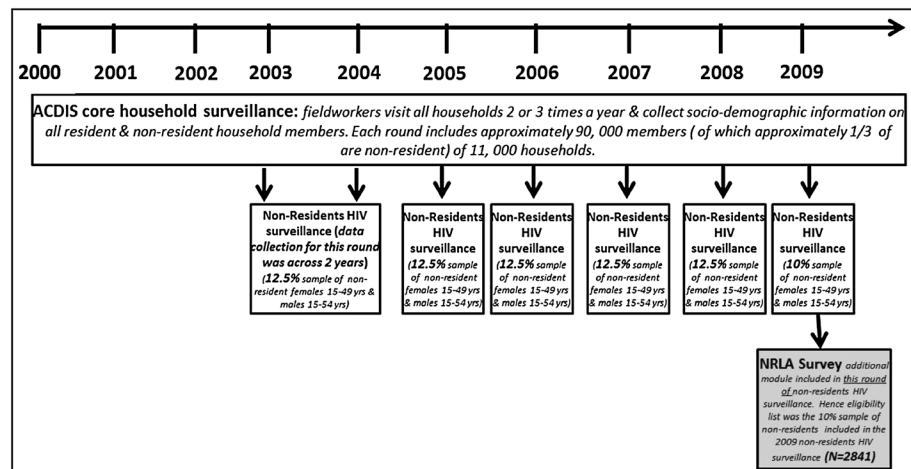 2000 2001 2002 2003 2004 2005 2006 2007 2008 2009
ACDIS core household surveillance: fieldworkers visit all households 2 or 3 times a year & collect socio-demographic information on
all resident & non-resident household members. Each round includes approximately 90, 000 members ( of which approximately 1/3 of
are non-resident) of 11, 000 households.
Non-Residents HIV
surveillance (data
collection for this round
was across 2 years)
(12.5% sample of non-
resident females 15-49 yrs &
males 15-54 yrs)
Non-Residents
HIV
surveillance
(12.5% sample
of non-resident
females 15-49 yrs
& males 15-54 yrs)
Non-Residents
HIV
surveillance
(12.5% sample
of non-resident
females 15-49 yrs
& males 15-54 yrs)
Non-Residents
HIV
surveillance
(12.5% sample
of non-resident
females 15-49 yrs
& males 15-54 yrs)
Non-Residents
HIV
surveillance
(12.5% sample
of non-resident
females 15-49 yrs
& males 15-54 yrs)
Non-Residents
HIV
surveillance
(10% sample
of non-resident
females 15-49 yrs
& males 15-54 yrs)
NRLA Survey additional
module included in this round
of non-residents HIV
surveillance. Hence eligibility
list was the 10% sample of
non-residents included in the
2009 non-residents HIV
surveillance (N=2841)